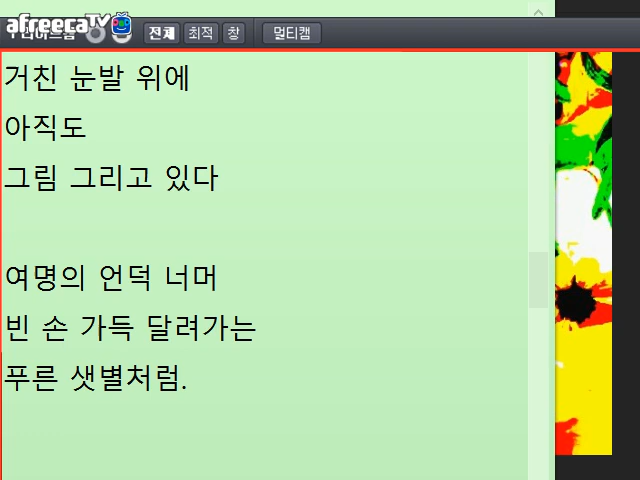 afreecaTV
전체 최적 창 멀티캠
거친 눈발 위에
아직도
그림 그리고 있다
여명의 언덕 너머
빈 손 가득 달려가는
푸른 샛별처럼.